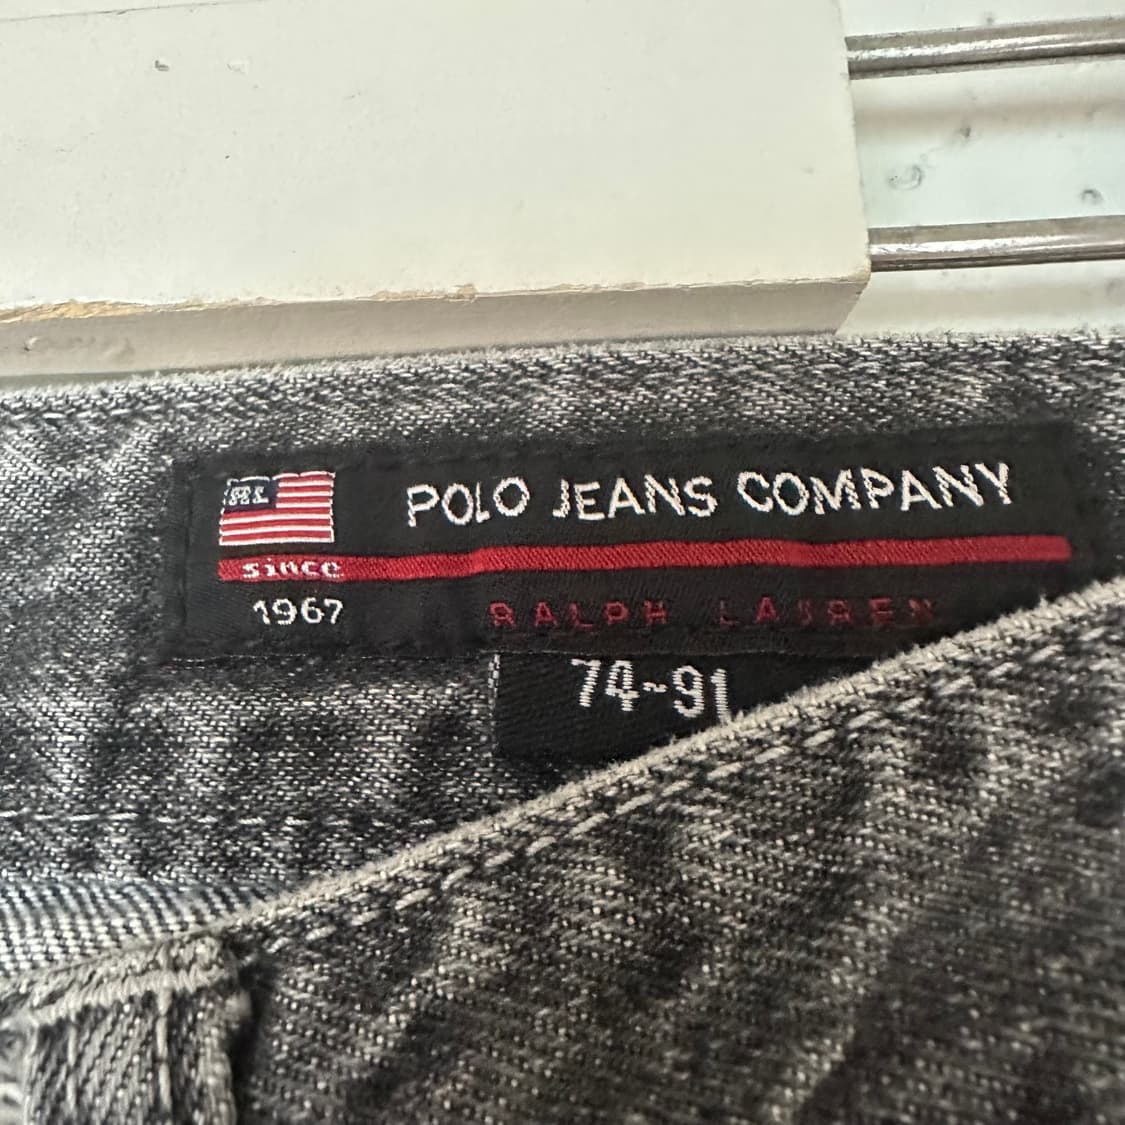 RL
POLO JEANS COMPANY
since
1967
RALPH LAUREN
74~91